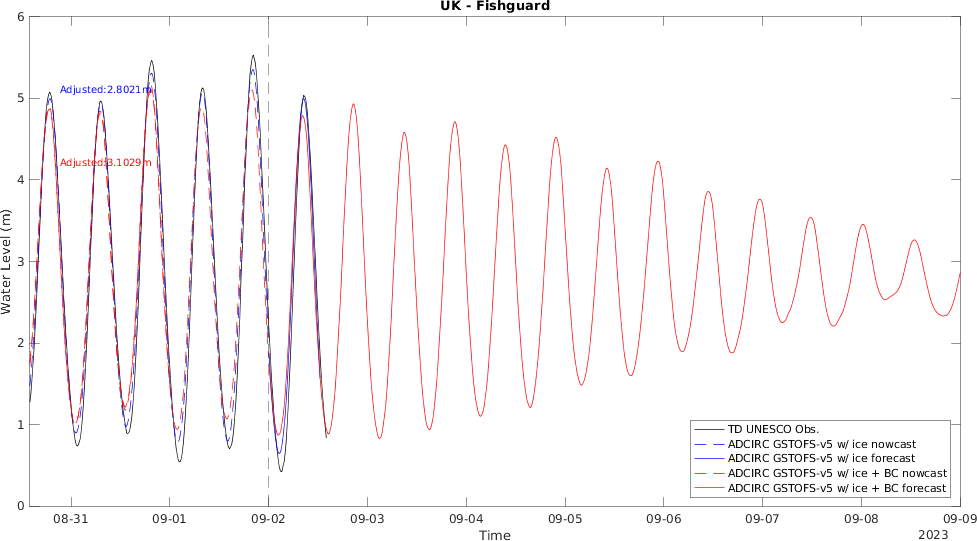 UK - Fishguard
6
5
4
3
2
1
0
Water Level (m)
Adjusted:2.8021m
Adjusted:3.1029m
TD UNESCO Obs.
ADCIRC GSTOFS-v5 w/ ice nowcast
ADCIRC GSTOFS-v5 w/ ice forecast
ADCIRC GSTOFS-v5 w/ ice + BC nowcast
ADCIRC GSTOFS-v5 w/ ice + BC forecast
08-31 09-01 09-02 09-03 09-04 09-05 09-06 09-07 09-08 09-09
Time
2023